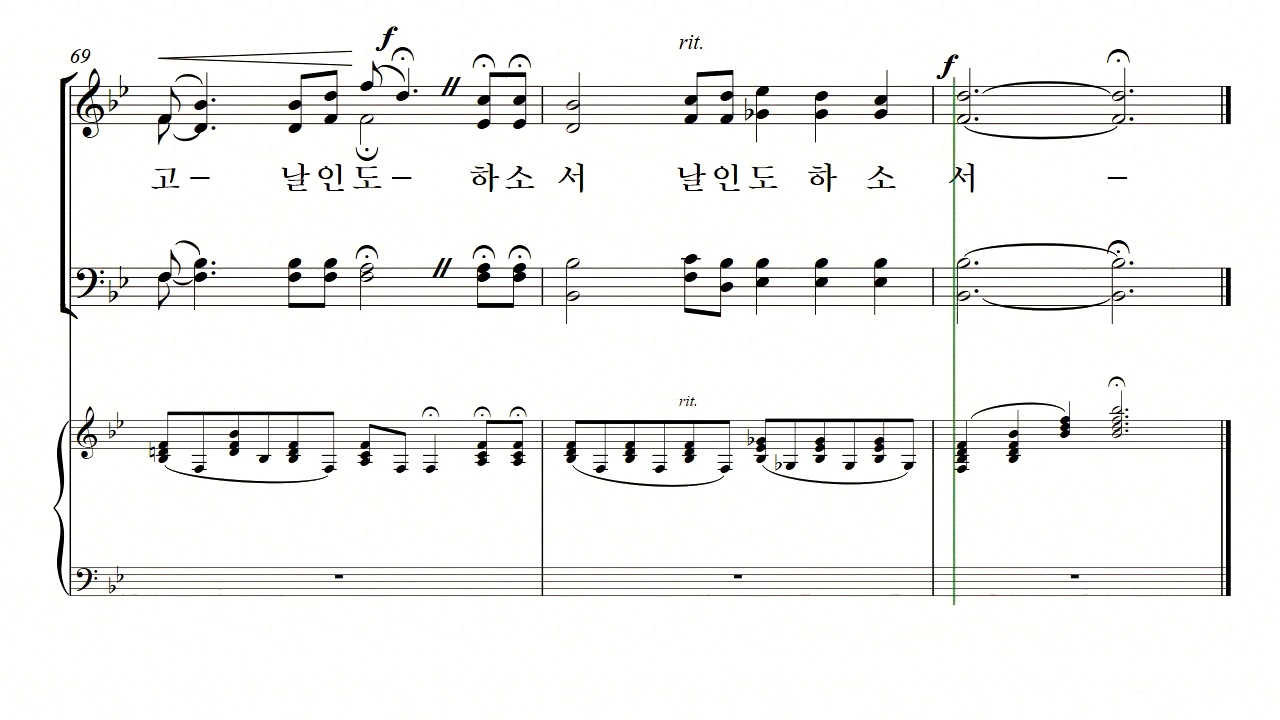 69
f
rit.
f
고 – 날 인 도 – 하 소 서 날 인 도 하 소 서 –
rit.